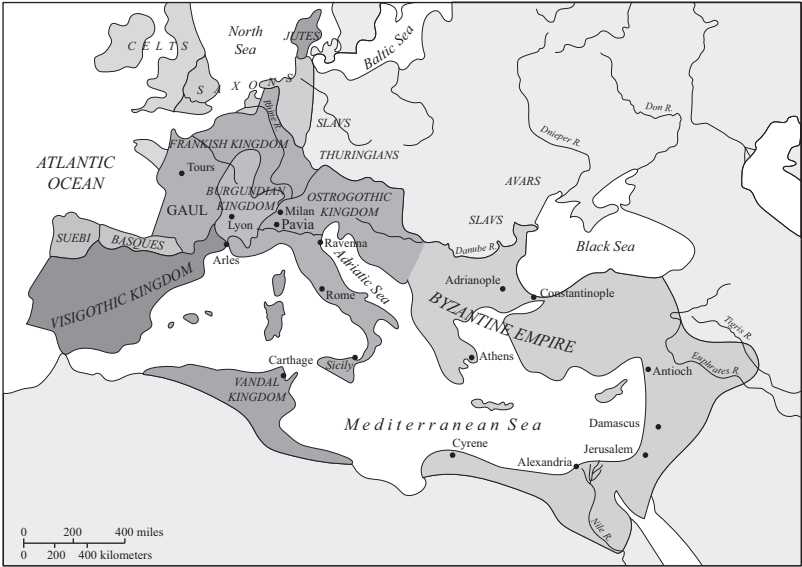 North
Sea
JUTES
Baltic Sea
CELTS
SAXONS
Rhine R.
SLAVS
Don R.
Dnieper R.
FRANKISH KINGDOM
THURINGIANS
ATLANTIC
OCEAN
Tours
AVARS
BURGUNDIAN
KINGDOM
OSTROGOTHIC
KINGDOM
GAUL
Milan
Lyon
Pavia
SLAVS
SUEBI
BASQUES
Ravenna
Danube R.
Black Sea
Arles
Adriatic Sea
VISIGOTHIC KINGDOM
Rome
Adrianople
Constantinople
BYZANTINE EMPIRE
Tigris R.
Euphrates R.
Carthage
Sicily
Athens
Antioch
VANDAL
KINGDOM
Mediterranean Sea
Damascus
Cyrene
Jerusalem
Alexandria
Nile R.
0 200 400 miles
0 200 400 kilometers